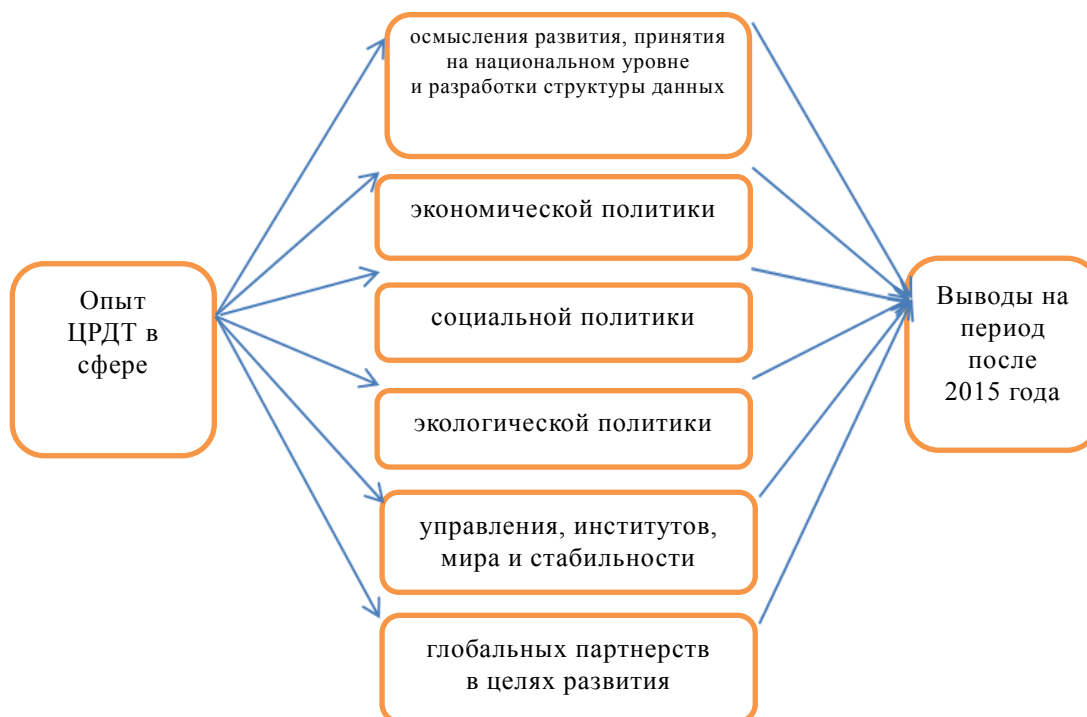 Опыт
ЦРДТ в
сфере
осмысления развития, принятия
на национальном уровне
и разработки структуры данных
экономической политики
социальной политики
экологической политики
управления, институтов,
мира и стабильности
глобальных партнерств
в целях развития
Выводы на
период
после
2015 года